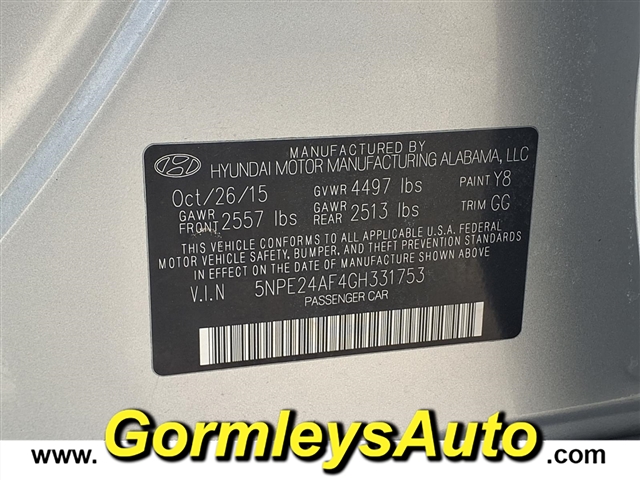 MANUFACTURED BY
HYUNDAI MOTOR MANUFACTURING ALABAMA, LLC
Oct/26/15 GVWR 4497 lbs PAINT Y8
GAWR FRONT 2557 lbs GAWR REAR 2513 lbs TRIM GG
THIS VEHICLE CONFORMS TO ALL APPLICABLE U.S.A. FEDERAL
MOTOR VEHICLE SAFETY, BUMPER, AND THEFT PREVENTION
STANDARDS IN EFFECT ON THE DATE OF MANUFACTURE SHOWN ABOVE
V.I.N 5NPE24AF4GH331753
PASSENGER CAR
www.GormleysAuto.com